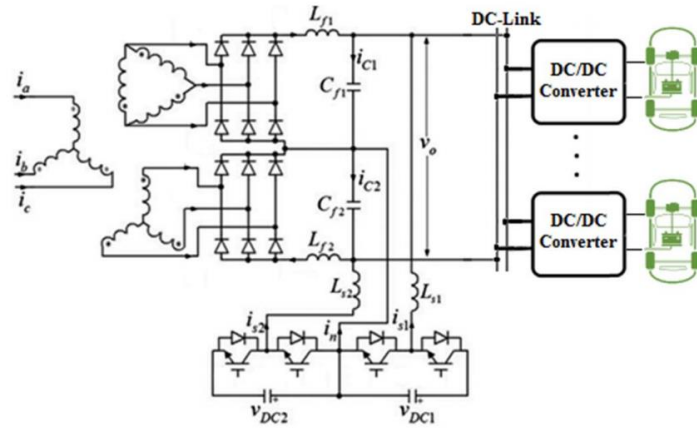 L_f1
DC-Link
i_C1
DC/DC
Converter
C_f1
i_a
v_o
i_b
i_c
i_C2
C_f2
DC/DC
Converter
L_f2
L_s2
L_s1
i_s2
i_n
i_s1
v_DC2
+
v_DC1
+